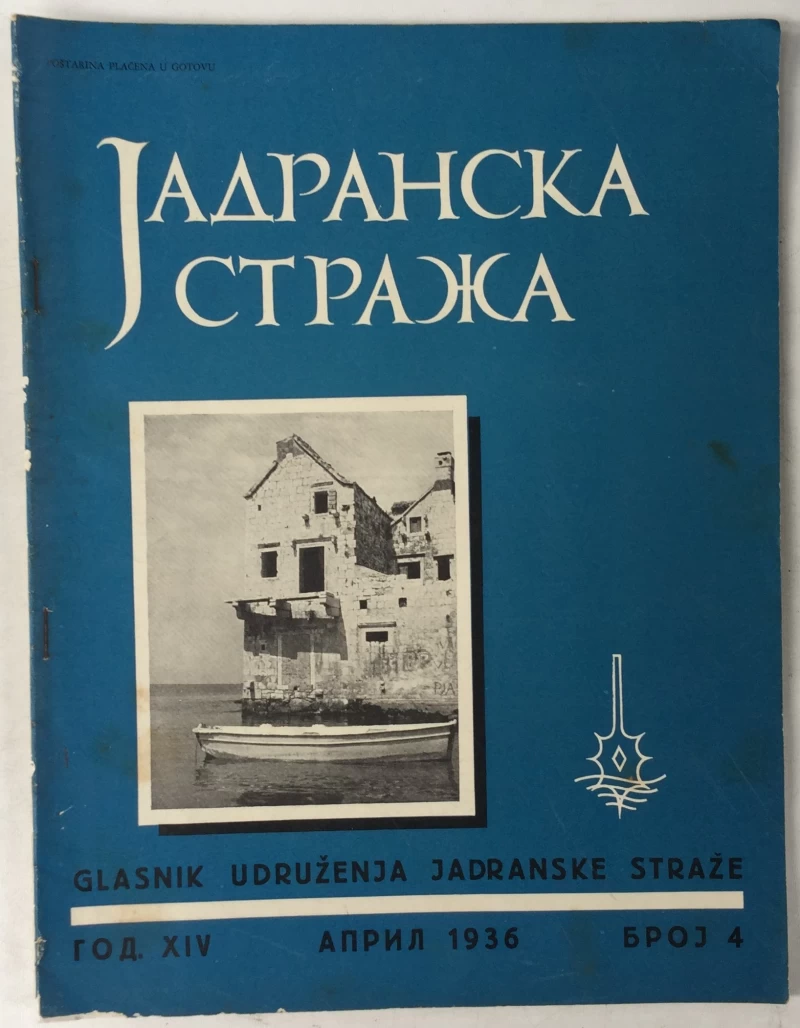 POŠTARINA PLAĆENA U GOTOVU
ЈАДРАНСКА
СТРАЖА
GLASNIK UDRUŽENJA JADRANSKE STRAŽE
ГОД. XIV АПРИЛ 1936 БРОЈ 4